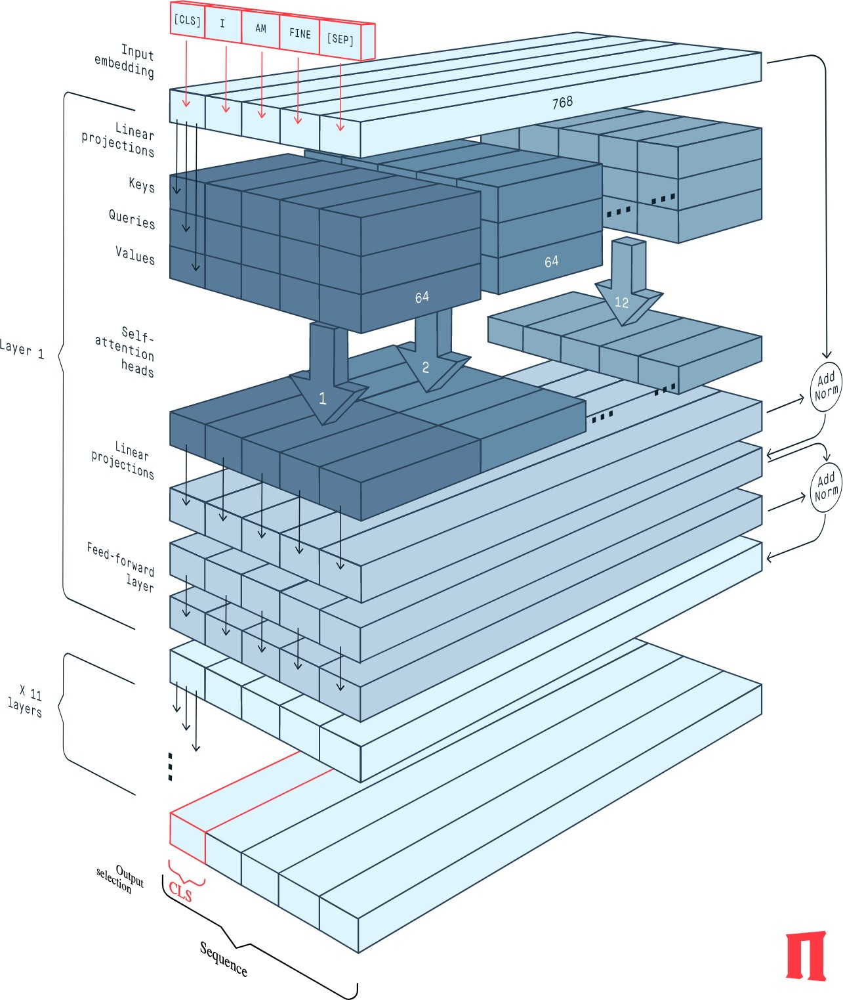 [CLS] I AM FINE [SEP]
Input
embedding
768
Linear
projections
Keys
Queries
Values
64
64
12
Self-
attention
heads
Layer 1
1
2
Add
Norm
Linear
projections
Add
Norm
Feed-forward
layer
X 11
layers
Output
selection
CLS
Sequence